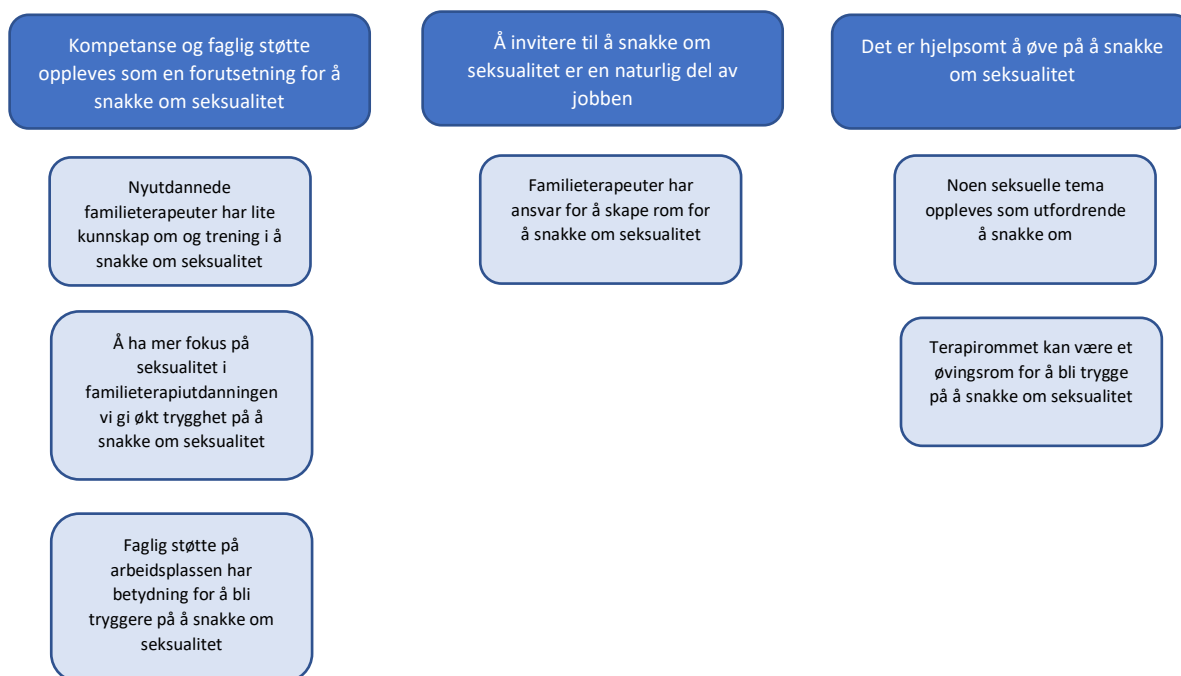 Kompetanse og faglig støtte
oppleves som en forutsetning for å
snakke om seksualitet
Nyutdannede
familieterapeuter har lite
kunnskap om og trening i å
snakke om seksualitet
Å ha mer fokus på
seksualitet i
familieterapiutdanningen
vi gi økt trygghet på å
snakke om seksualitet
Faglig støtte på
arbeidsplassen har
betydning for å bli
tryggere på å snakke om
seksualitet
Å invitere til å snakke om
seksualitet er en naturlig del av
jobben
Familieterapeuter har
ansvar for å skape rom for
å snakke om seksualitet
Det er hjelpsomt å øve på å snakke
om seksualitet
Noen seksuelle tema
oppleves som utfordrende
å snakke om
Terapirommet kan være et
øvingsrom for å bli trygge
på å snakke om seksualitet